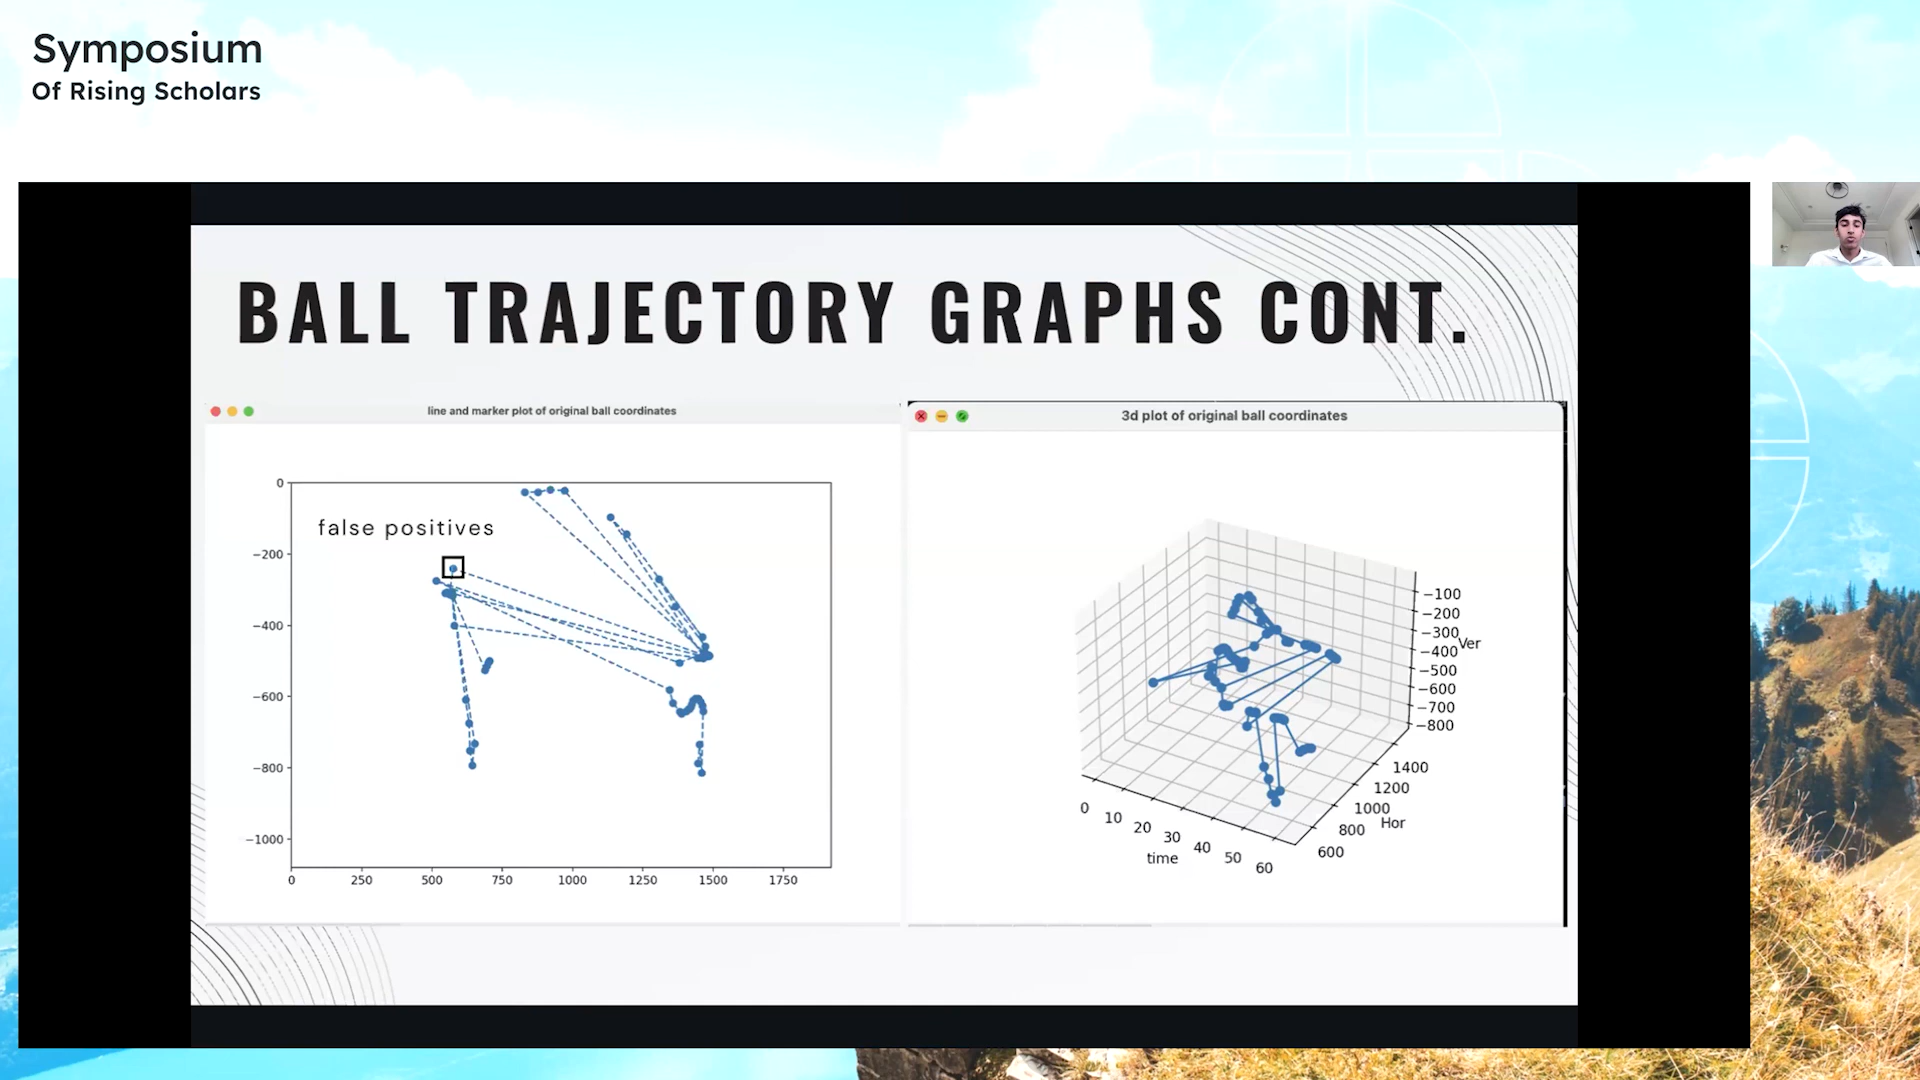 Symposium
Of Rising Scholars
BALL TRAJECTORY GRAPHS CONT.
line and marker plot of original ball coordinates
0
false positives
−200
−400
−600
−800
−1000
0 250 500 750 1000 1250 1500 1750
3d plot of original ball coordinates
−100
−200
−300
Ver
−400
−500
−600
−700
−800
1400
1200
1000
Hor
800
600
0 10 20 30 40 50 60
time